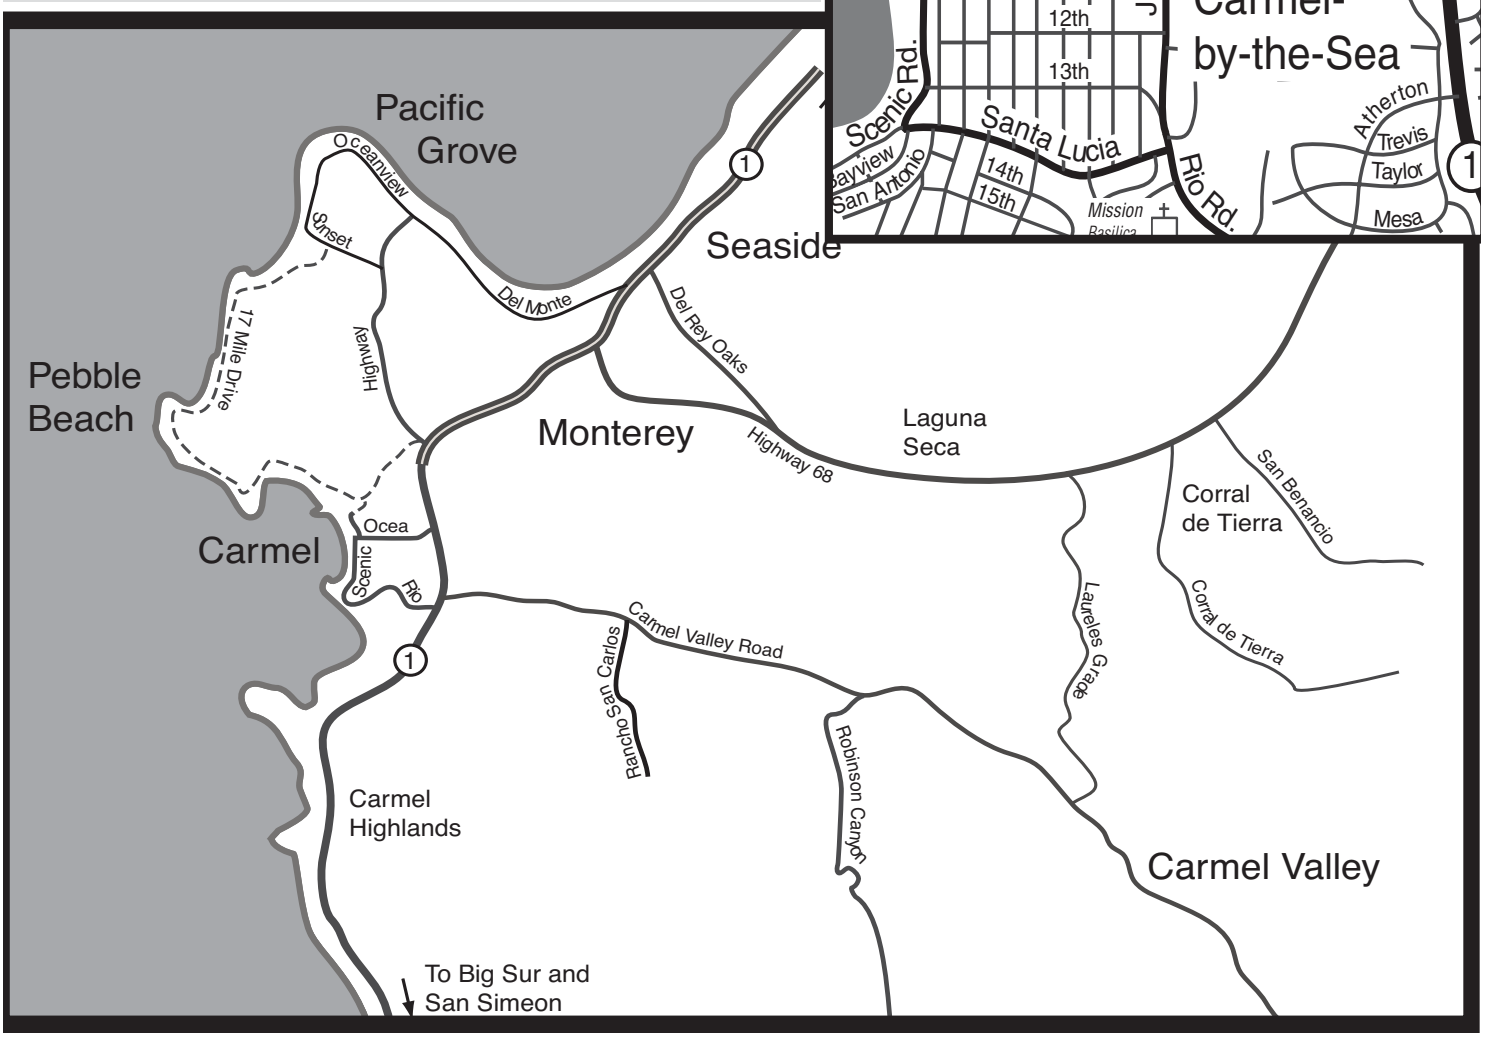 12th
Carmel-
by-the-Sea
13th
Scenic Rd.
Santa Lucia
Atherton
Trevis
Taylor
Mesa
1
Bayview
San Antonio
14th
15th
Mission
Basilica
Rio Rd.
Pacific
Grove
Oceanview
Sunset
1
Seaside
Del Monte
Del Rey Oaks
17 Mile Drive
Highway
Pebble
Beach
Monterey
Highway 68
Laguna
Seca
San Benancio
Corral
de Tierra
Carmel
Ocea
Scenic
Rio
Carmel Valley Road
Rancho San Carlos
Laureles Grade
Corral de Tierra
1
Robinson Canyon
Carmel
Highlands
Carmel Valley
To Big Sur and
San Simeon